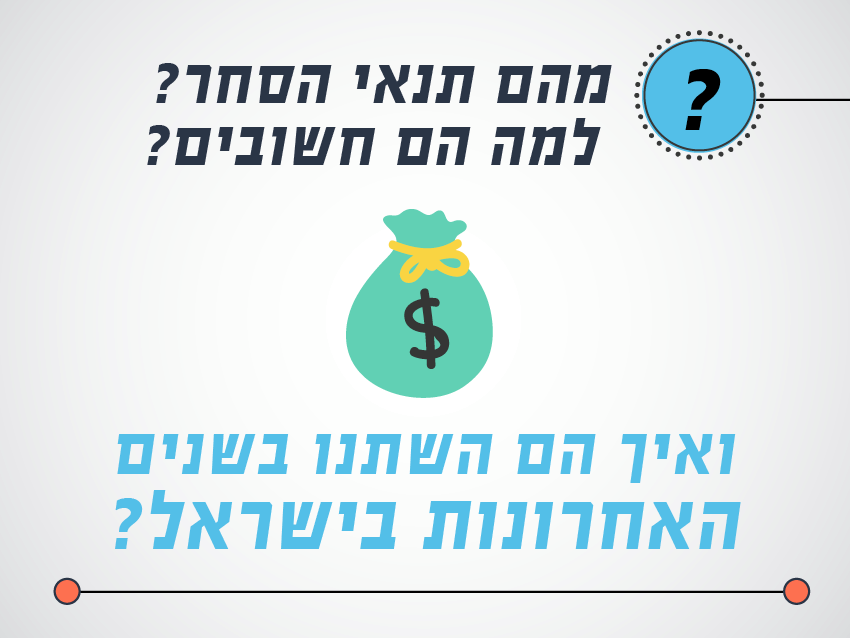 מהם תנאי הסחר?
למה הם חשובים?
?
$
ואיך הם השתנו בשנים
האחרונות בישראל?